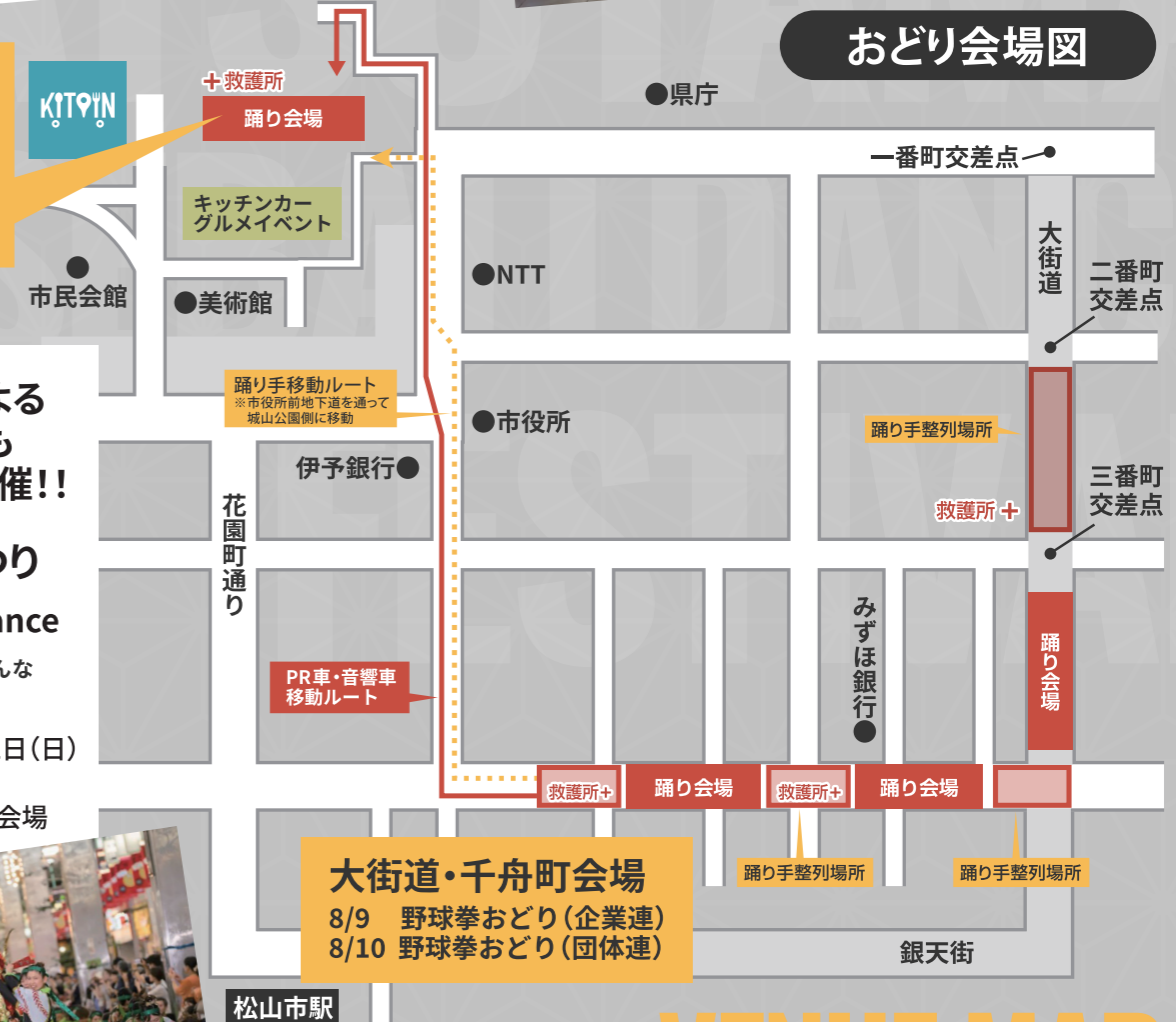 おどり会場図
KITOIN
+救護所
踊り会場
●県庁
一番町交差点
キッチンカー
グルメイベント
大街道
二番町
交差点
市民会館
●美術館
●NTT
踊り手移動ルート
※市役所前地下道を通って
城山公園側に移動
●市役所
踊り手整列場所
よる
も
催!!
伊予銀行●
三番町
交差点
救護所+
花園町通り
つり
ance
んな
みずほ銀行●
踊り会場
PR車・音響車
移動ルート
日(日)
会場
救護所+
踊り会場
救護所+
踊り会場
踊り手整列場所
踊り手整列場所
大街道・千舟町会場
8/9 野球拳おどり(企業連)
8/10 野球拳おどり(団体連)
銀天街
松山市駅